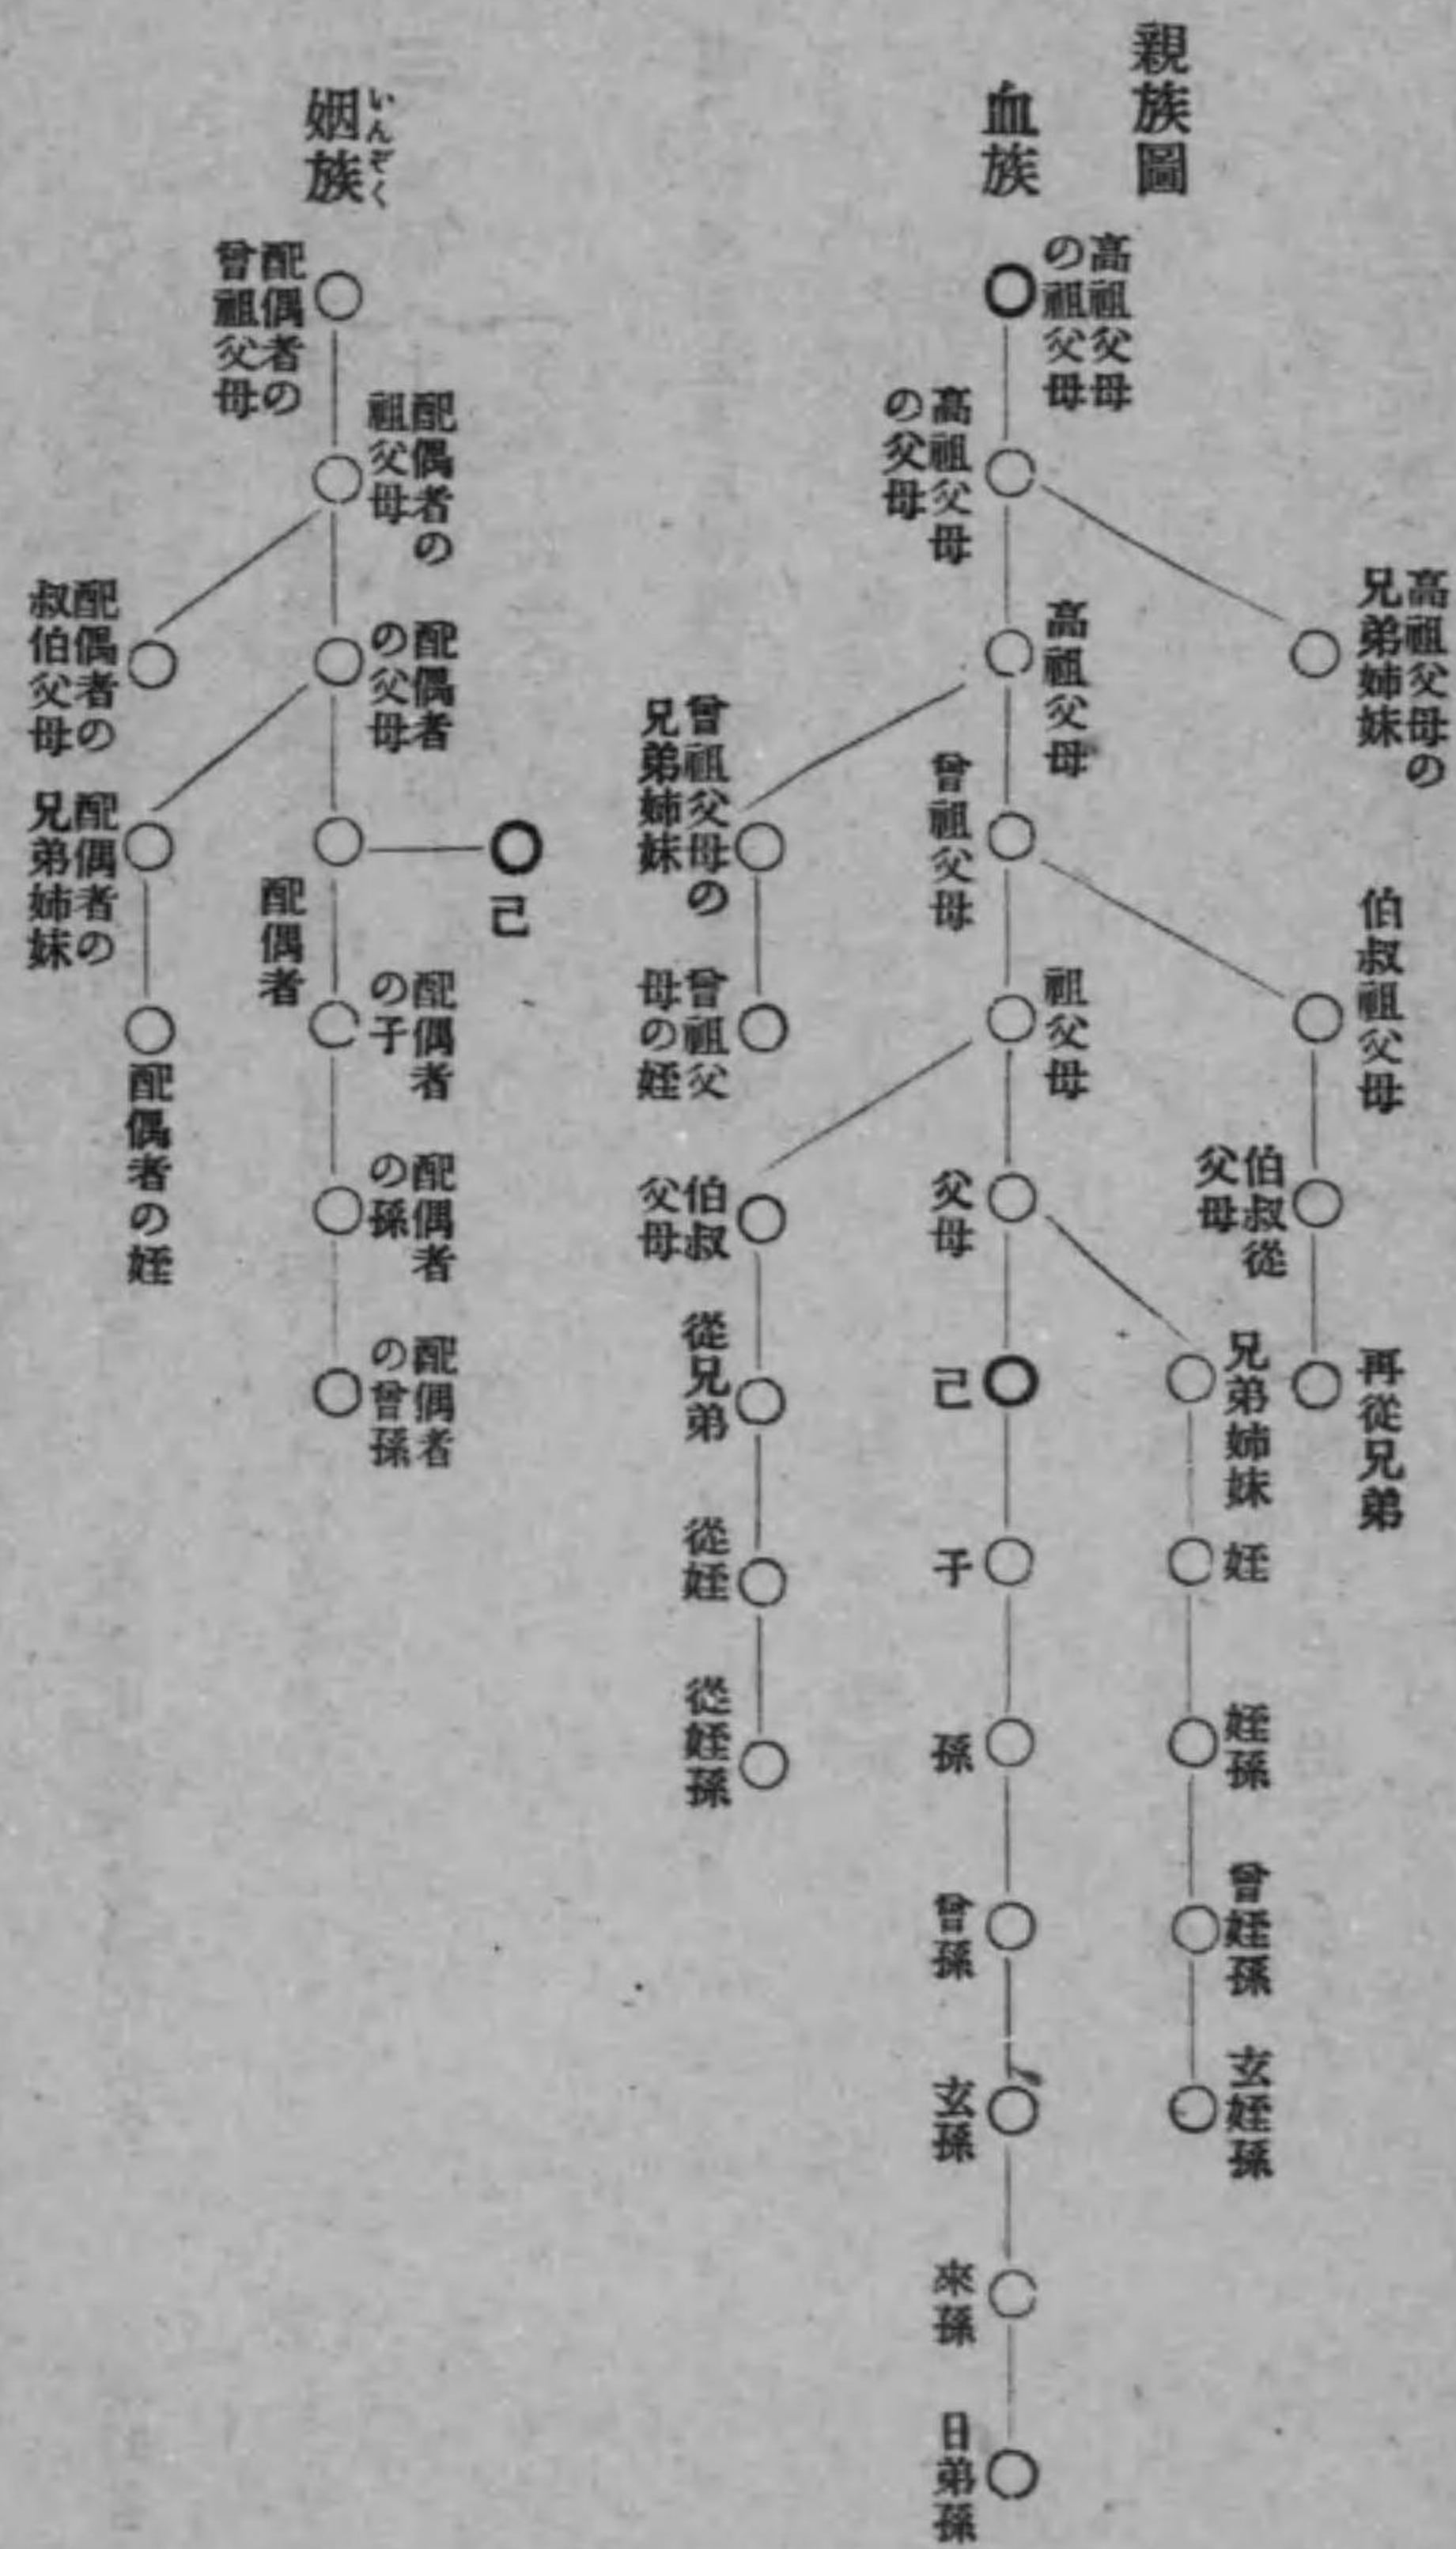 親族圖
血族
高祖父母
の祖父母
高祖父母
の父母
高祖父母の
兄弟姉妹
高祖父母
曾祖父母の
兄弟姉妹
曾祖父
母の姪
曾祖父母
伯叔祖父母
伯叔從
父母
再從兄弟
祖父母
伯叔
父母
從兄弟
從姪
從姪孫
父母
兄弟姉妹
姪
姪孫
曾姪孫
玄姪孫
己
子
孫
曾孫
玄孫
來孫
日弟孫
姻族
いんぞく
配偶者の
曾祖父母
配偶者の
祖父母
配偶者の
叔伯父母
配偶者
の父母
配偶者の
兄弟姉妹
配偶者の姪
己
配偶者
配偶者
の子
配偶者
の孫
配偶者
の曾孫